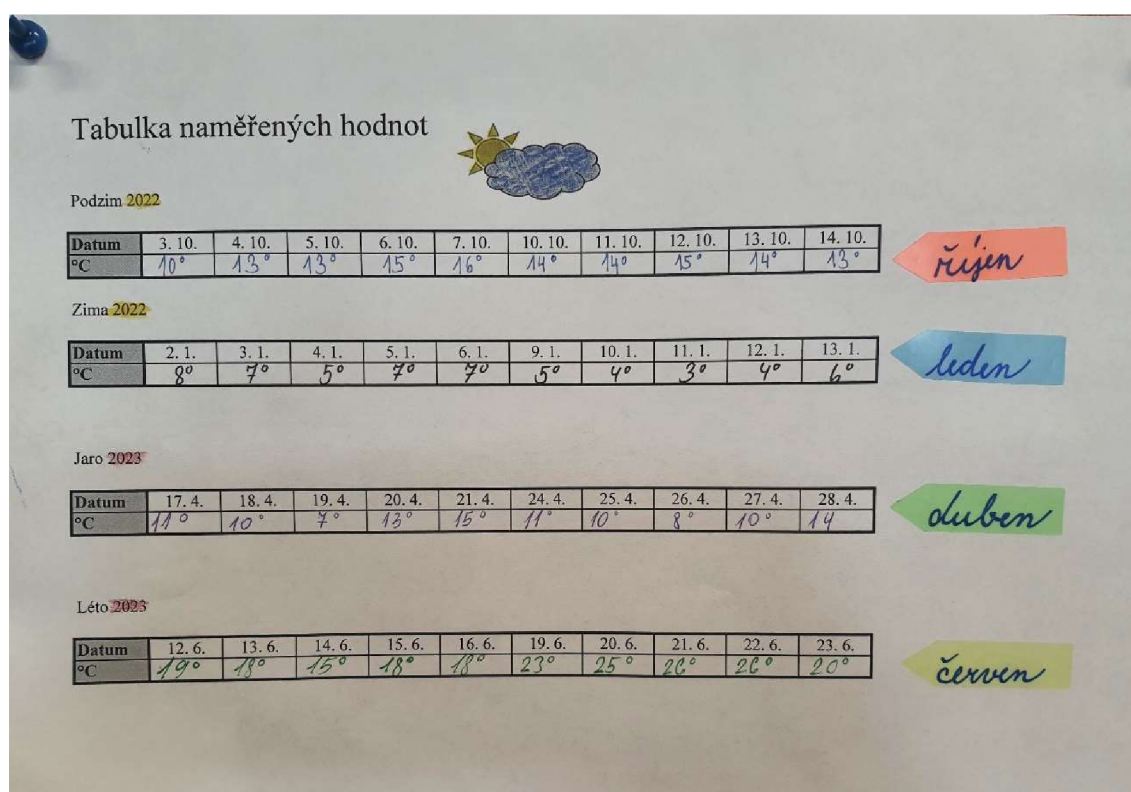 Tabulka naměřených hodnot
Podzim 2022
Datum 3. 10. 4. 10. 5. 10. 6. 10. 7. 10. 10. 10. 11. 10. 12. 10. 13. 10. 14. 10.
°C 10° 13° 13° 15° 16° 14° 14° 15° 14° 13°
říjen
Zima 2022
Datum 2. 1. 3. 1. 4. 1. 5. 1. 6. 1. 9. 1. 10. 1. 11. 1. 12. 1. 13. 1.
°C 8° 7° 5° 7° 7° 5° 4° 3° 4° 6°
leden
Jaro 2023
Datum 17. 4. 18. 4. 19. 4. 20. 4. 21. 4. 24. 4. 25. 4. 26. 4. 27. 4. 28. 4.
°C 11° 10° 7° 13° 15° 11° 10° 8° 10° 14
duben
Léto 2023
Datum 12. 6. 13. 6. 14. 6. 15. 6. 16. 6. 19. 6. 20. 6. 21. 6. 22. 6. 23. 6.
°C 19° 18° 15° 18° 18° 23° 25° 26° 26° 20°
červen